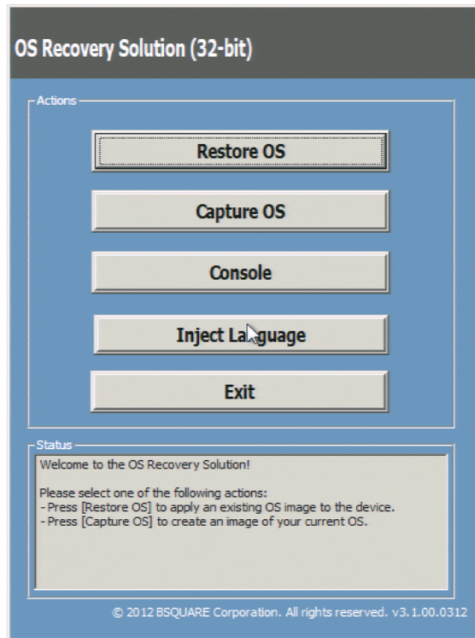 OS Recovery Solution (32-bit)
Actions
Restore OS
Capture OS
Console
Inject Language
Exit
Status
Welcome to the OS Recovery Solution!
Please select one of the following actions:
- Press [Restore OS] to apply an existing OS image to the device.
- Press [Capture OS] to create an image of your current OS.
© 2012 BSQUARE Corporation. All rights reserved. v3.1.00.0312